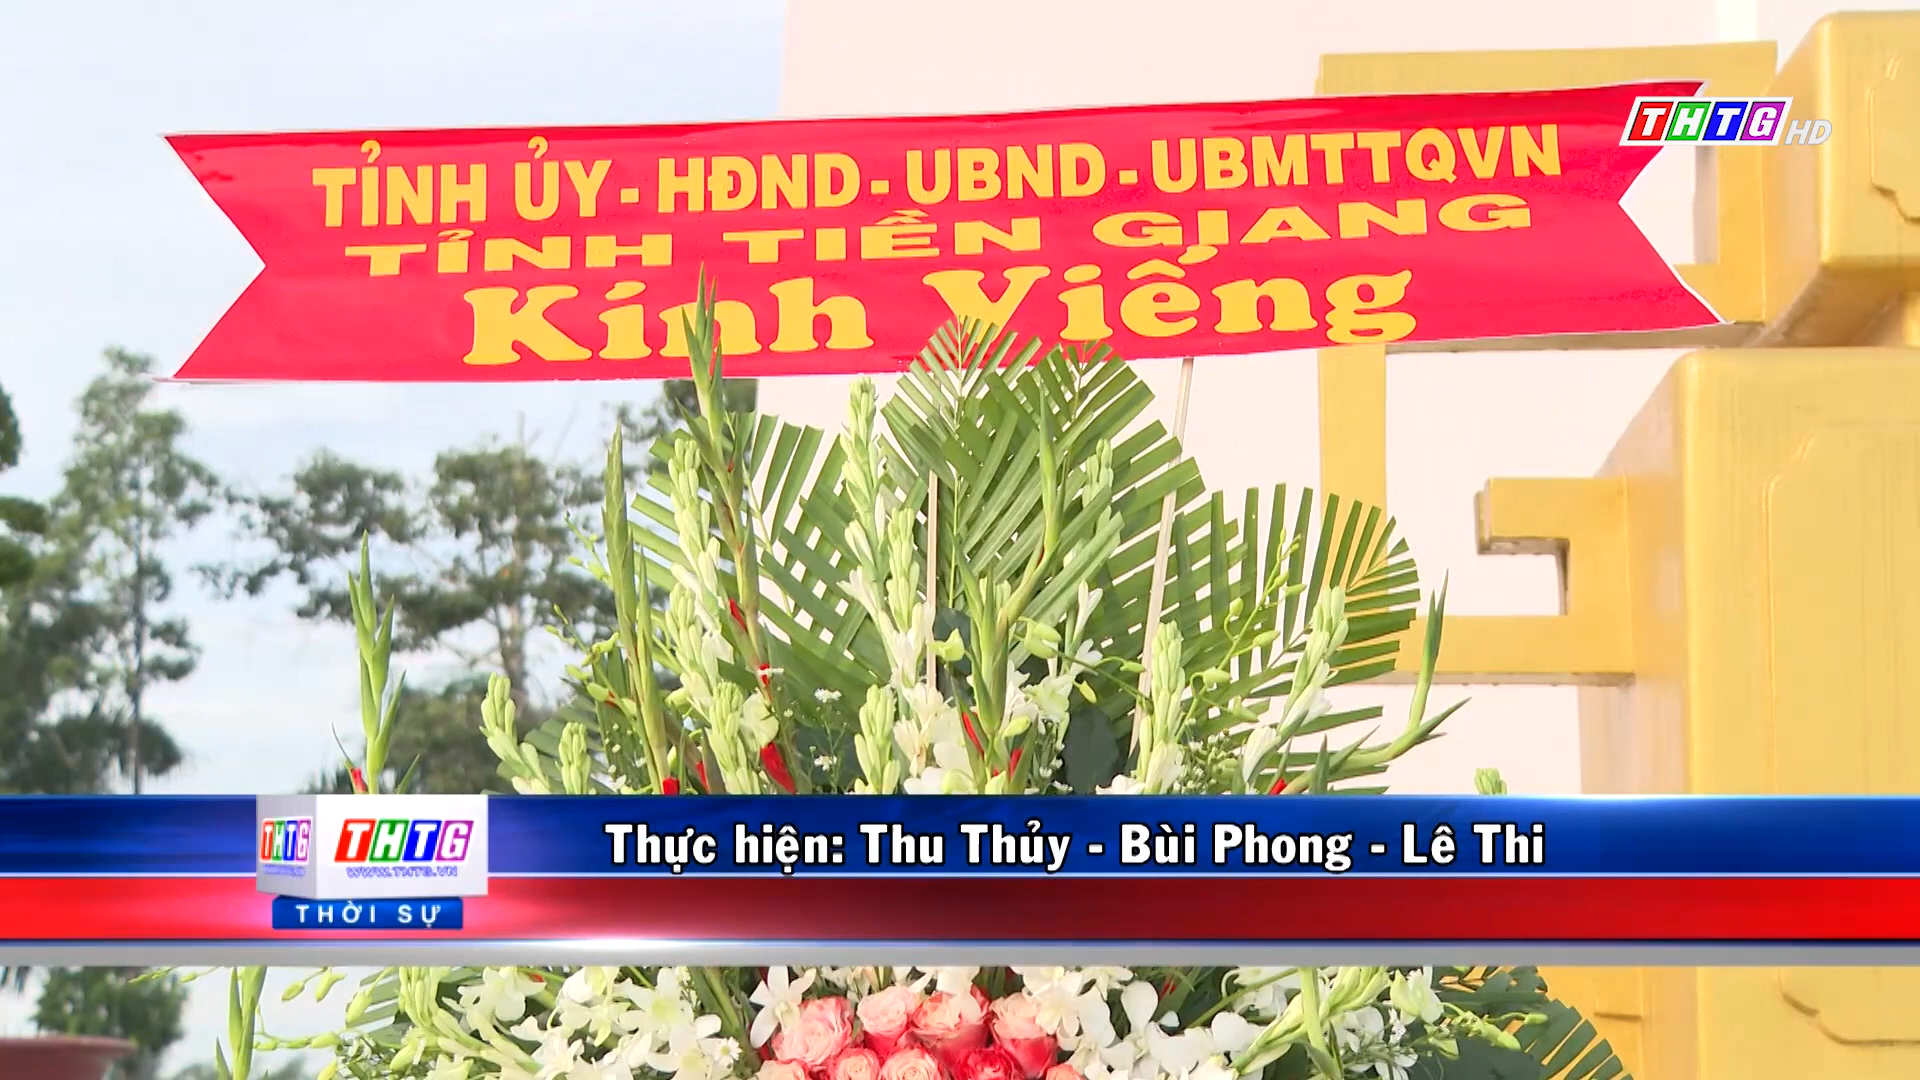 TỈNH ỦY - HĐND - UBND - UBMTTQVN
TỈNH TIỀN GIANG
Kính Viếng
THTG HD
Thực hiện: Thu Thủy - Bùi Phong - Lê Thi
THTG
THTG
WWW.THTG.VN
THỜI SỰ